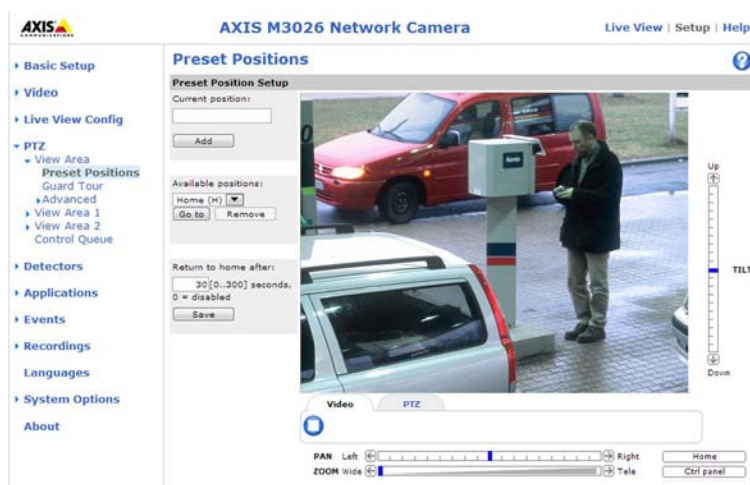 AXIS
COMMUNICATIONS
AXIS M3026 Network Camera
Live View | Setup | Help
Basic Setup
Video
Live View Config
PTZ
View Area
Preset Positions
Guard Tour
Advanced
View Area 1
View Area 2
Control Queue
Detectors
Applications
Events
Recordings
Languages
System Options
About
Preset Positions
?
Preset Position Setup
Current position:
Add
Available positions:
Home (H)
Go to
Remove
Return to home after:
30 [0..300] seconds,
0 = disabled
Save
Up
TILT
Down
Video
PTZ
PAN Left
Right
Home
ZOOM Wide
Tele
Ctrl panel